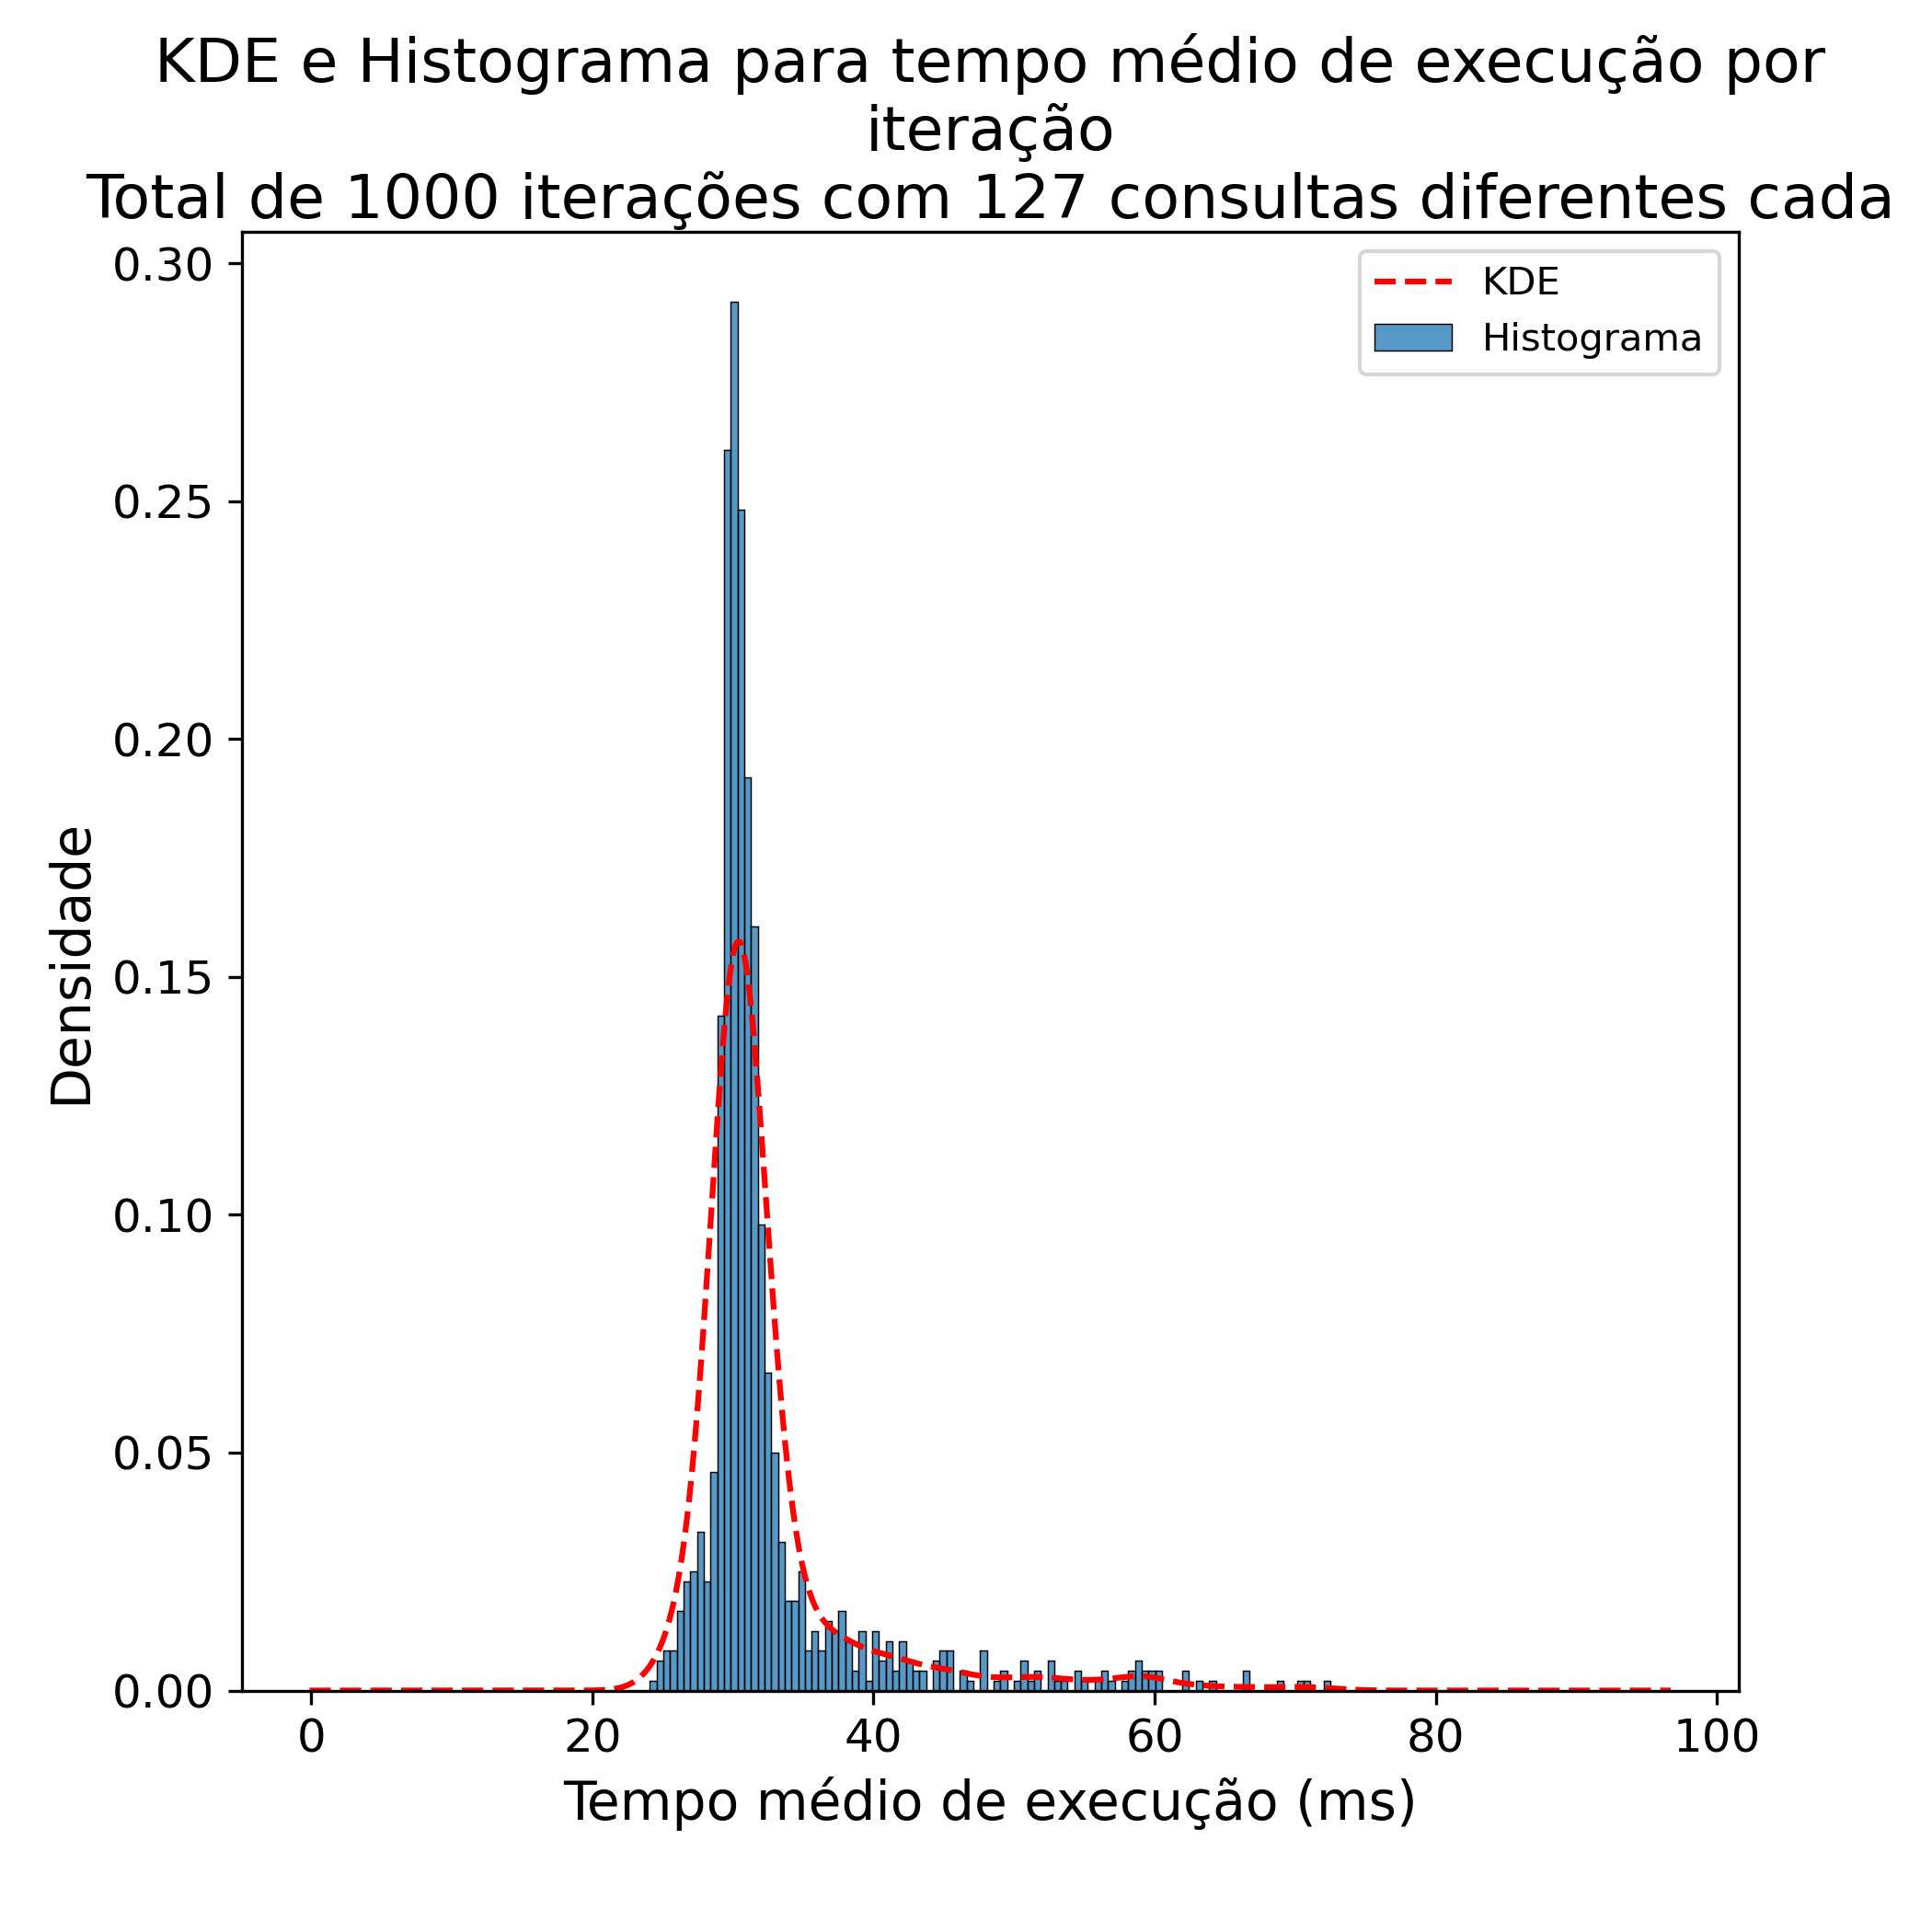 KDE e Histograma para tempo médio de execução por
iteração
Total de 1000 iterações com 127 consultas diferentes cada
KDE
Histograma
0.30
0.25
0.20
0.15
0.10
0.05
0.00
Densidade
0 20 40 60 80 100
Tempo médio de execução (ms)